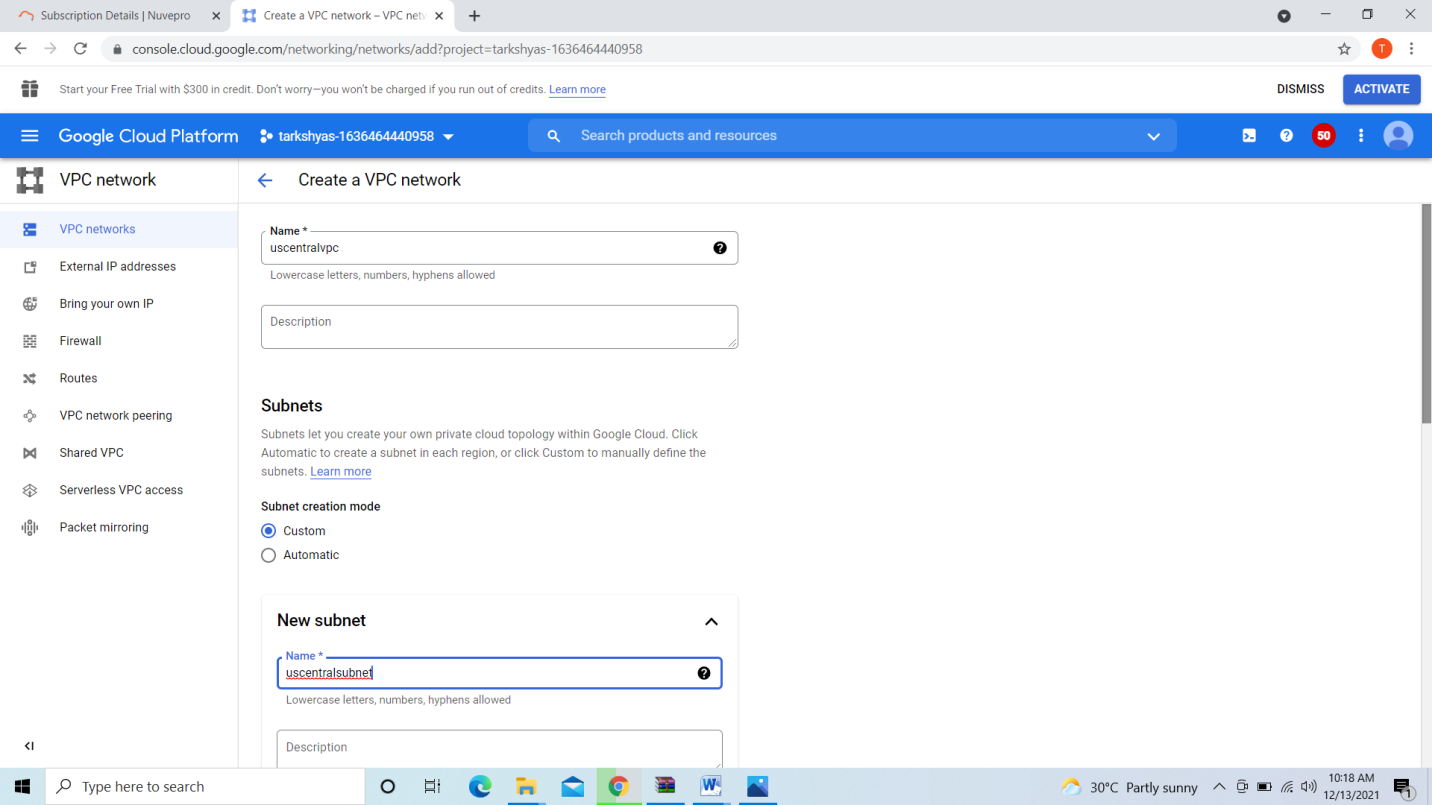 Subscription Details | Nuvepro
Create a VPC network – VPC netw
console.cloud.google.com/networking/networks/add?project=tarkshyas-1636464440958
T
Start your Free Trial with $300 in credit. Don't worry—you won't be charged if you run out of credits. Learn more
DISMISS
ACTIVATE
Google Cloud Platform
tarkshyas-1636464440958
Search products and resources
50
VPC network
Create a VPC network
VPC networks
External IP addresses
Bring your own IP
Firewall
Routes
VPC network peering
Shared VPC
Serverless VPC access
Packet mirroring
Name *
uscentralvpc
Lowercase letters, numbers, hyphens allowed
Description
Subnets
Subnets let you create your own private cloud topology within Google Cloud. Click
Automatic to create a subnet in each region, or click Custom to manually define the
subnets. Learn more
Subnet creation mode
Custom
Automatic
New subnet
Name *
uscentralsubnet
Lowercase letters, numbers, hyphens allowed
Description
Type here to search
30°C Partly sunny
10:18 AM
12/13/2021
1